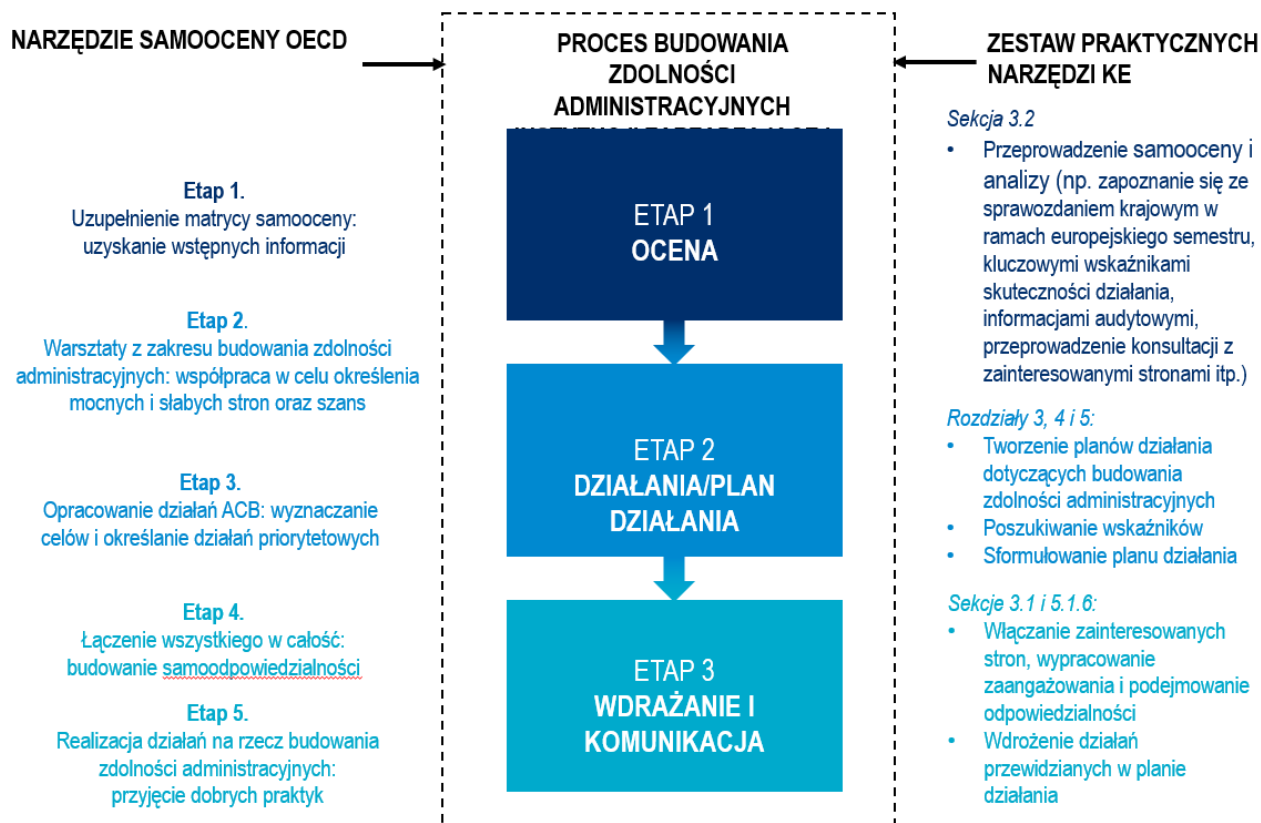 NARZĘDZIE SAMOOCENY OECD
Etap 1.
Uzupełnienie matrycy samooceny:
uzyskanie wstępnych informacji
Etap 2.
Warsztaty z zakresu budowania zdolności
administracyjnych: współpraca w celu określenia
mocnych i słabych stron oraz szans
Etap 3.
Opracowanie działań ACB: wyznaczanie
celów i określanie działań priorytetowych
Etap 4.
Łączenie wszystkiego w całość:
budowanie samoodpowiedzialności
Etap 5.
Realizacja działań na rzecz budowania
zdolności administracyjnych:
przyjęcie dobrych praktyk
PROCES BUDOWANIA
ZDOLNOŚCI
ADMINISTRACYJNYCH
ETAP 1
OCENA
ETAP 2
DZIAŁANIA/PLAN
DZIAŁANIA
ETAP 3
WDRAŻANIE I
KOMUNIKACJA
ZESTAW PRAKTYCZNYCH
NARZĘDZI KE
Sekcja 3.2
• Przeprowadzenie samooceny i
analizy (np. zapoznanie się ze
sprawozdaniem krajowym w
ramach europejskiego semestru,
kluczowymi wskaźnikami
skuteczności działania,
informacjami audytowymi,
przeprowadzenie konsultacji z
zainteresowanymi stronami itp.)
Rozdziały 3, 4 i 5:
• Tworzenie planów działania
dotyczących budowania
zdolności administracyjnych
• Poszukiwanie wskaźników
• Sformułowanie planu działania
Sekcje 3.1 i 5.1.6:
• Włączanie zainteresowanych
stron, wypracowanie
zaangażowania i podejmowanie
odpowiedzialności
• Wdrożenie działań
przewidzianych w planie
działania